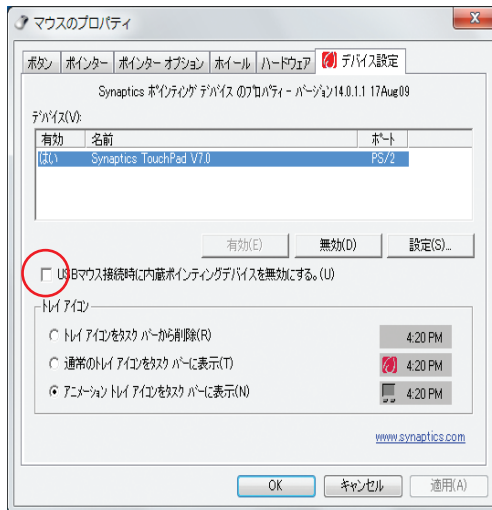 マウスのプロパティ
ボタン ポインター ポインター オプション ホイール ハードウェア デバイス設定
Synaptics ポインティング デバイス のプロパティ - バージョン14.0.1.1 17Aug09
デバイス(V):
有効 名前 ポート
はい Synaptics TouchPad V7.0 PS/2
有効(E) 無効(D) 設定(S)...
USBマウス接続時に内蔵ポインティングデバイスを無効にする。(U)
トレイ アイコン
トレイ アイコンをタスク バーから削除(R) 4:20 PM
通常のトレイ アイコンをタスク バーに表示(T) 4:20 PM
アニメーション トレイ アイコンをタスク バーに表示(N) 4:20 PM
www.synaptics.com
OK キャンセル 適用(A)